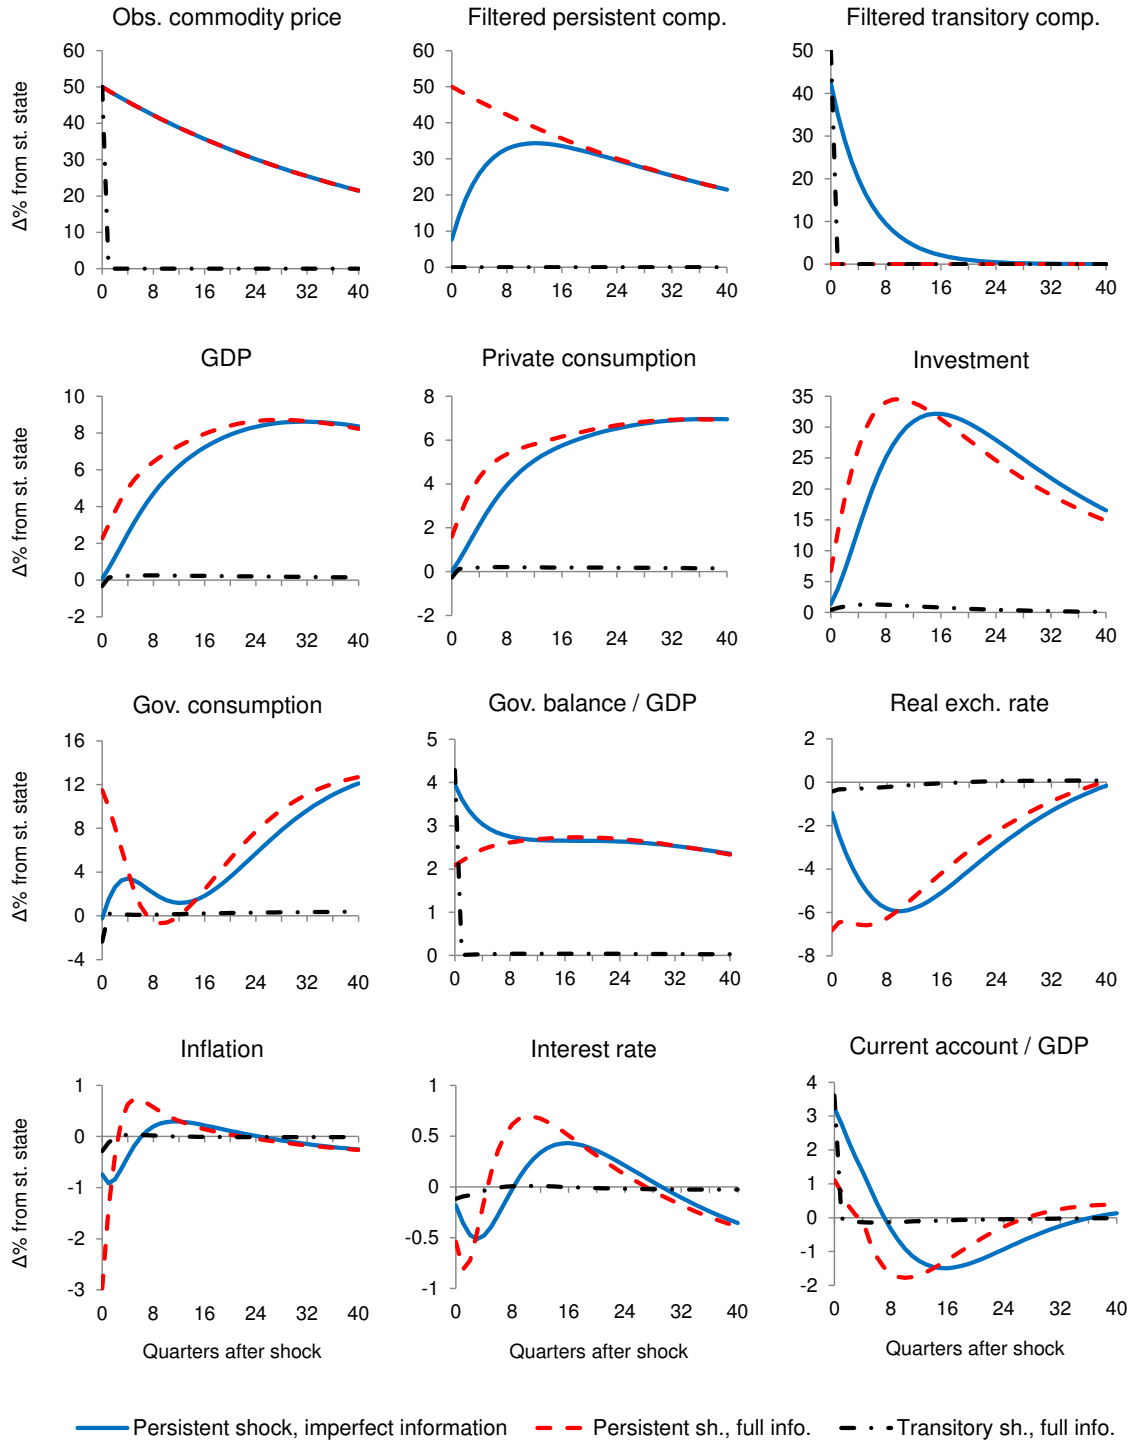 Obs. commodity price
Filtered persistent comp.
Filtered transitory comp.
Δ% from st. state
60
50
40
30
20
10
0
0 8 16 24 32 40
60
50
40
30
20
10
0
0 8 16 24 32 40
50
40
30
20
10
0
0 8 16 24 32 40
GDP
Private consumption
Investment
Δ% from st. state
10
8
6
4
2
0
-2
0 8 16 24 32 40
8
6
4
2
0
-2
0 8 16 24 32 40
35
30
25
20
15
10
5
0
0 8 16 24 32 40
Gov. consumption
Gov. balance / GDP
Real exch. rate
Δ% from st. state
16
12
8
4
0
-4
0 8 16 24 32 40
5
4
3
2
1
0
0 8 16 24 32 40
2
0
-2
-4
-6
-8
0 8 16 24 32 40
Inflation
Interest rate
Current account / GDP
Δ% from st. state
1
0
-1
-2
-3
0 8 16 24 32 40
1
0.5
0
-0.5
-1
0 8 16 24 32 40
4
3
2
1
0
-1
-2
0 8 16 24 32 40
Quarters after shock
Quarters after shock
Quarters after shock
Persistent shock, imperfect information
Persistent sh., full info.
Transitory sh., full info.